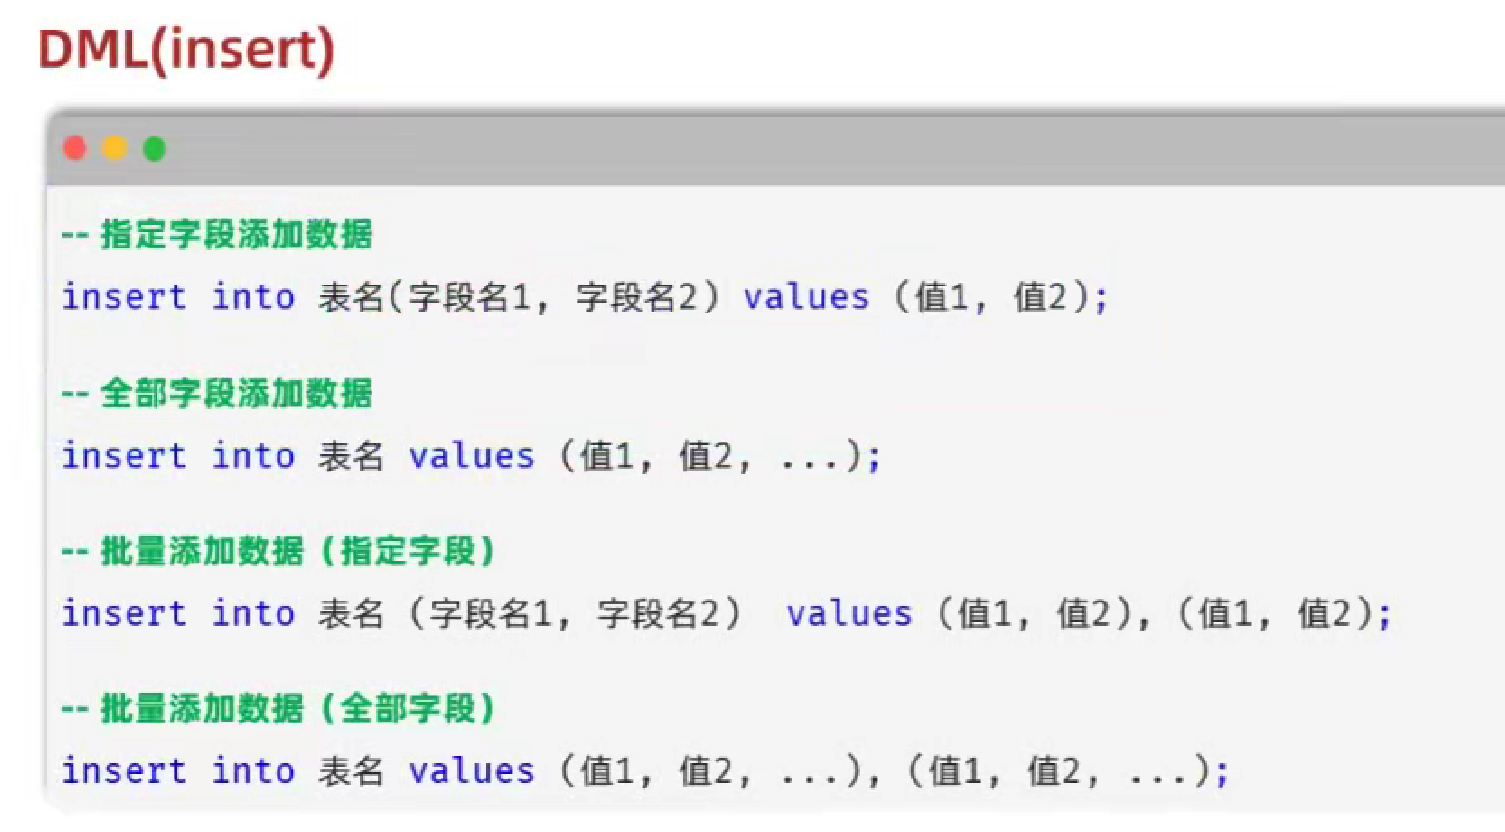 DML(insert)
-- 指定字段添加数据
insert into 表名(字段名1, 字段名2) values (值1, 值2);
-- 全部字段添加数据
insert into 表名 values (值1, 值2, ...);
-- 批量添加数据（指定字段）
insert into 表名 (字段名1, 字段名2) values (值1, 值2), (值1, 值2);
-- 批量添加数据（全部字段）
insert into 表名 values (值1, 值2, ...), (值1, 值2, ...);